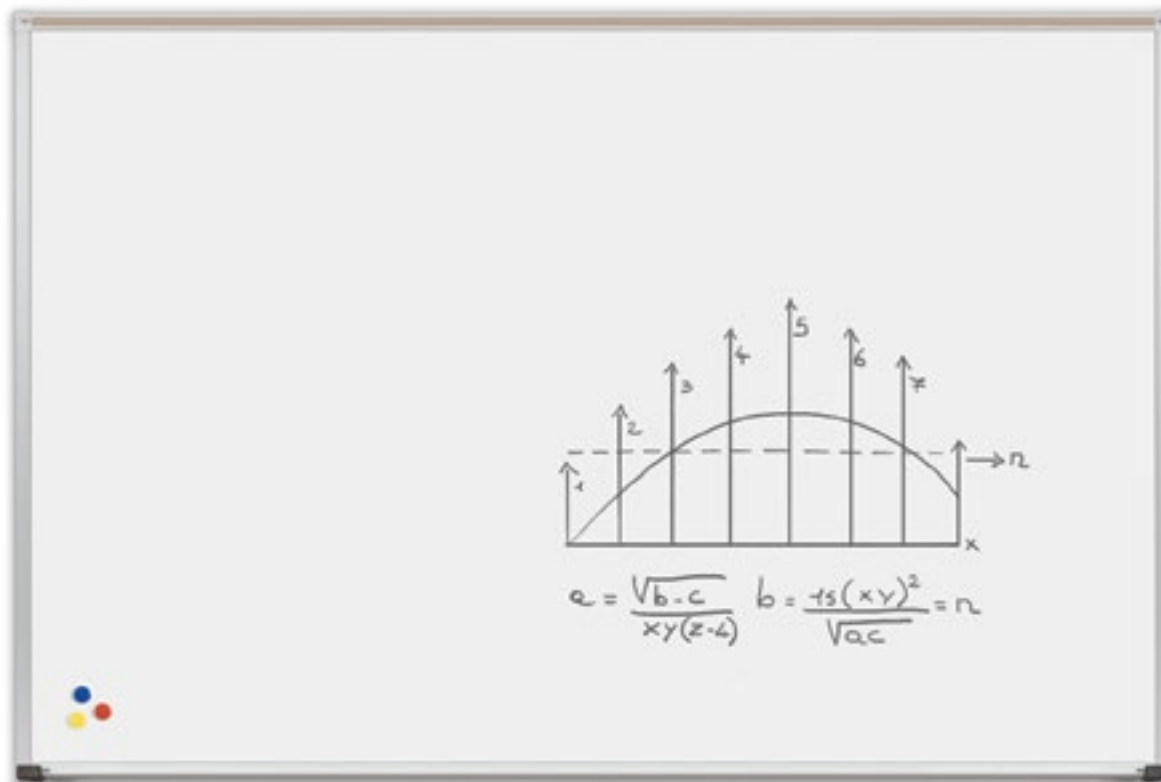 5
4
6
3
7
2
n
1
x
a = √(b-c) / xy(z-4)  b = 15(xy)² / √(ac) = n